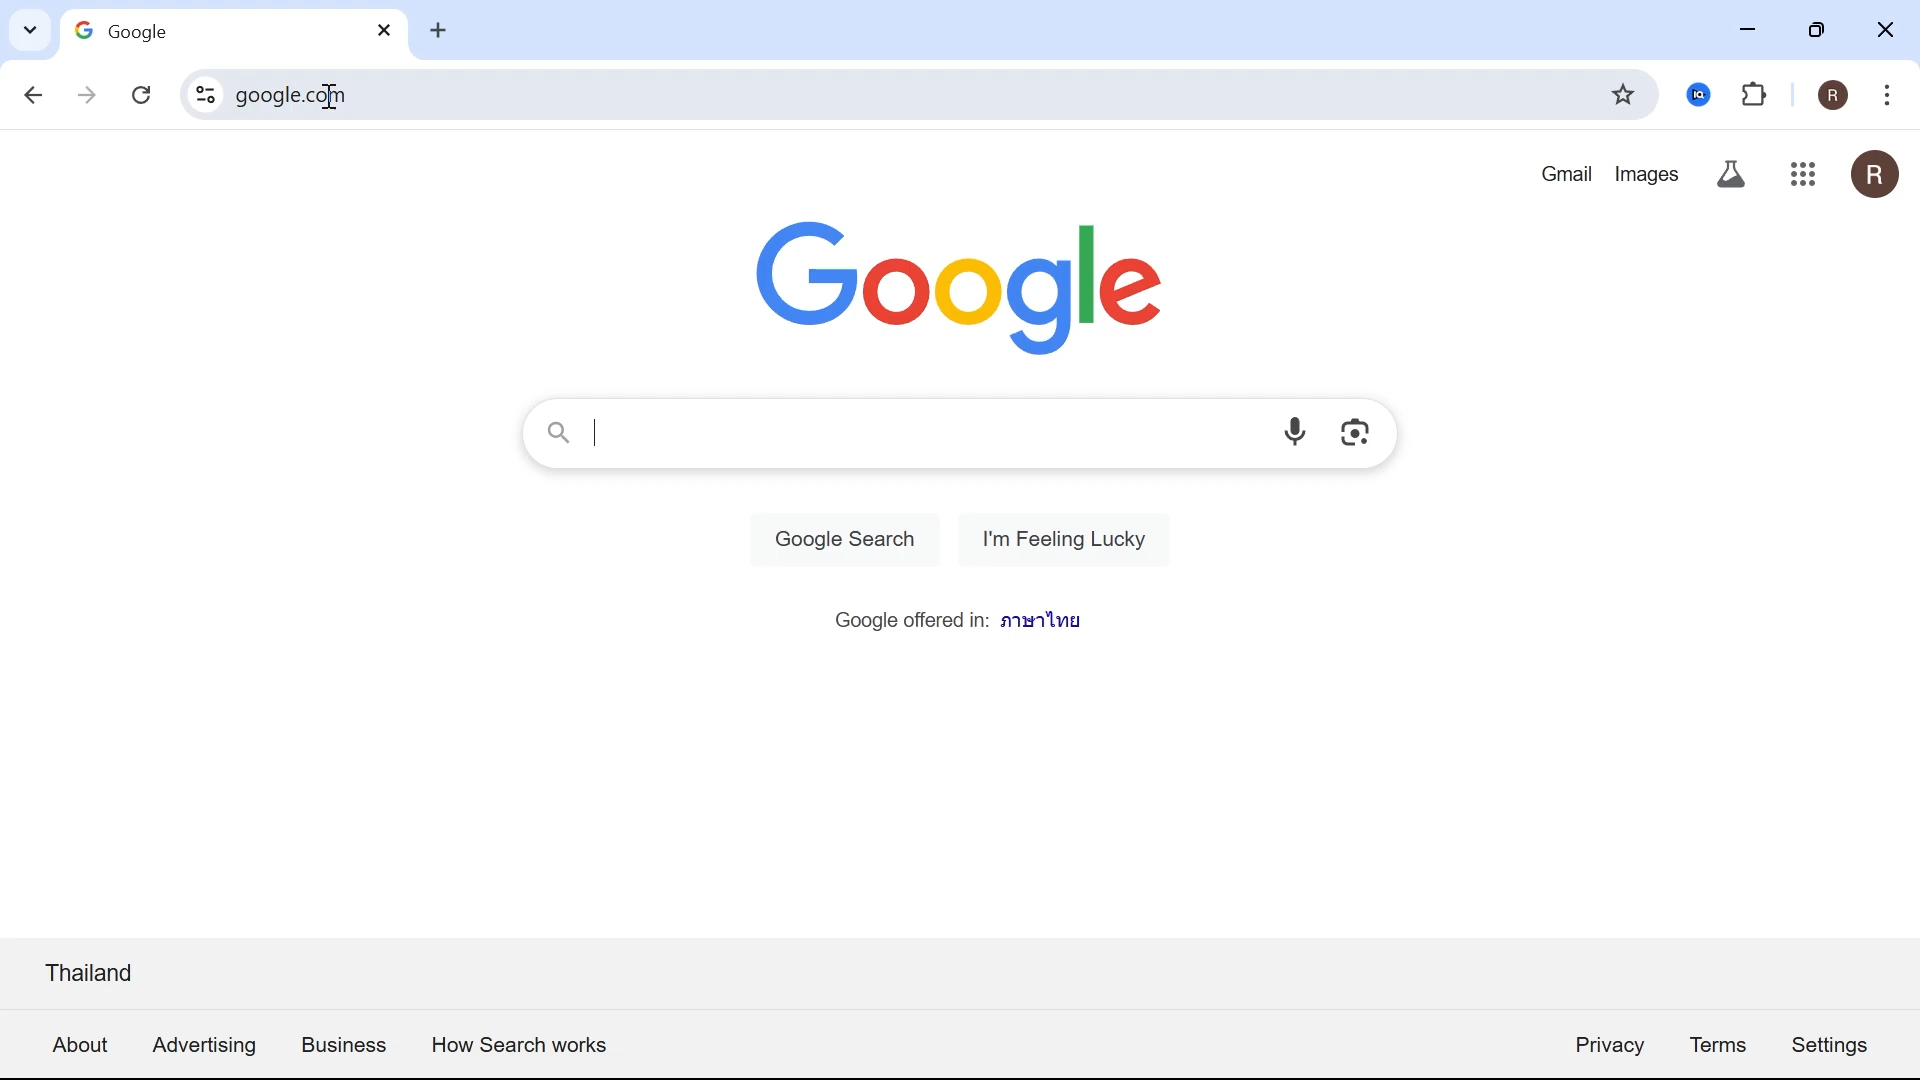 Google
google.com
R
Gmail Images
R
Google
Google Search I'm Feeling Lucky
Google offered in: ภาษาไทย
Thailand
About Advertising Business How Search works Privacy Terms Settings